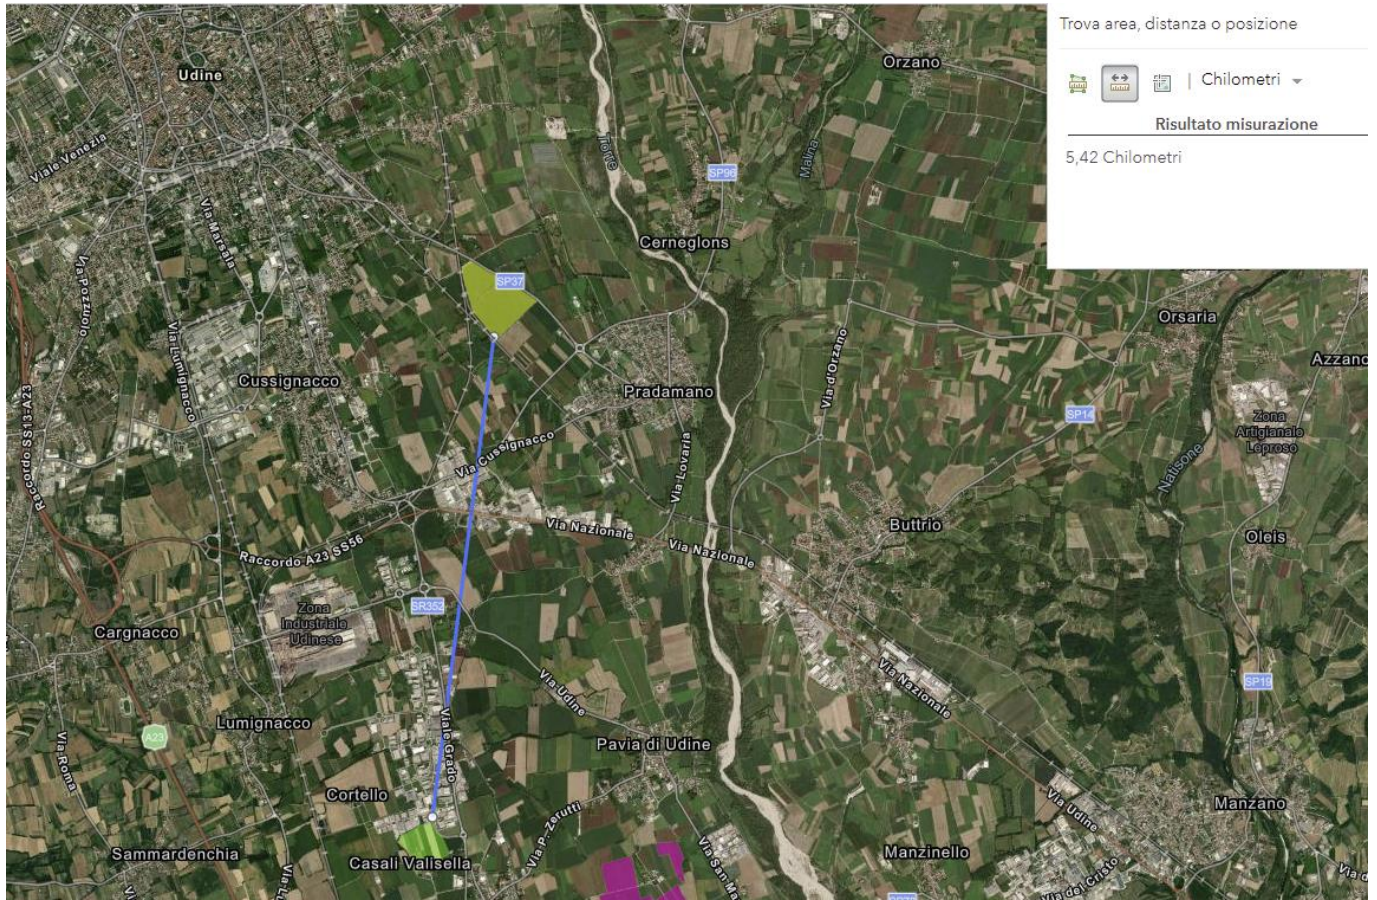 Trova area, distanza o posizione
Chilometri
Risultato misurazione
5,42 Chilometri
Orzano
Udine
Viale Venezia
Torre
Malina
SP96
Via Marsala
Cerneglons
Via Pozzuolo
SP37
Orsaria
Via Lumignacco
Via d'Orzano
Azzano
Cussignacco
Pradamano
Raccordo SS13-A23
SP14
Zona
Artigianale
Leproso
Via Cussignacco
Via Lovaria
Natisone
Via Nazionale
Buttrio
Oleis
Raccordo A23 SS56
Via Nazionale
SR352
Zona
Industriale
Udinese
Cargnacco
Via Nazionale
SP19
Via Udine
Lumignacco
A23
Viale Grado
Pavia di Udine
Via Roma
Cortello
Via Udine
Manzano
Via P. Zerutti
Sammardenchia
Casali Valisella
Via San Ma
Manzinello
Via del Cristo
Via d
Via L
Vi